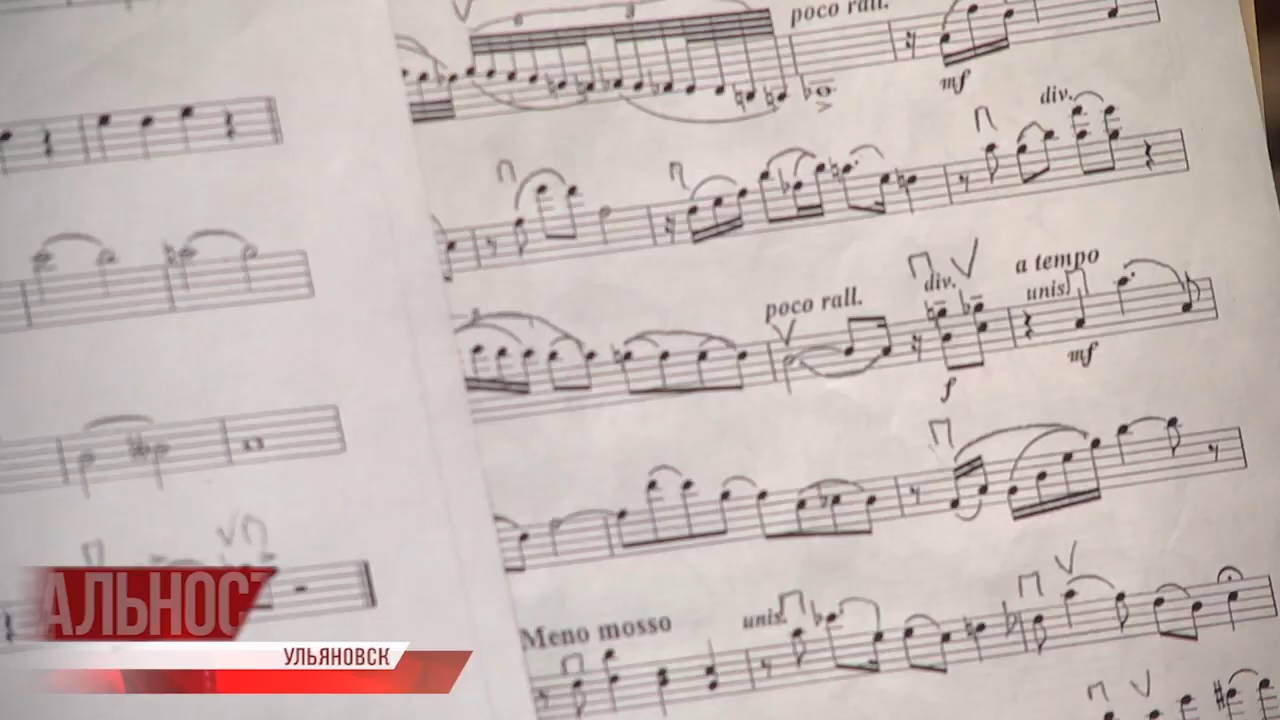 poco rall.
mf
div.
poco rall.
div.
a tempo
unis.
f
mf
Meno mosso
unis.
АЛЬНОСТ
УЛЬЯНОВСК